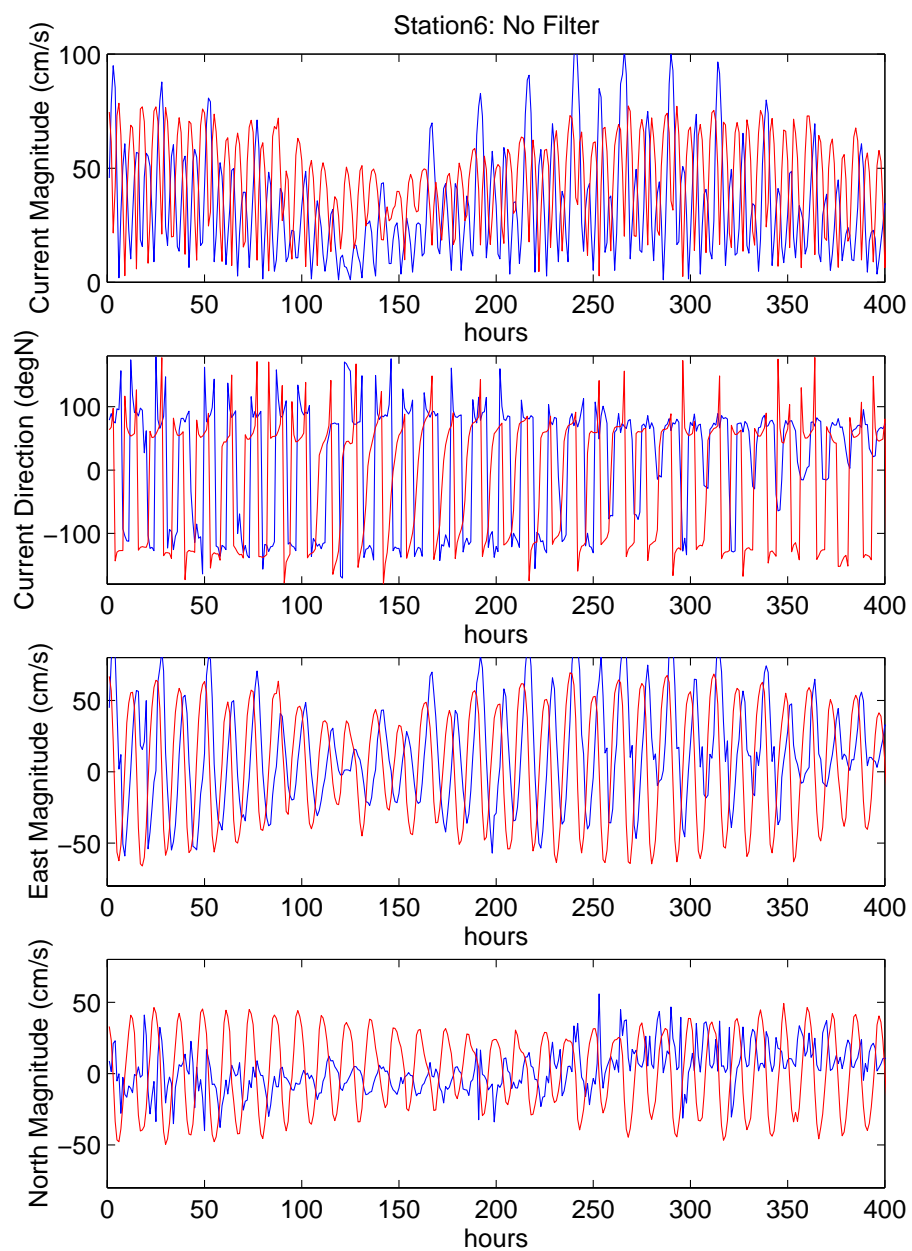 Station6: No Filter
Current Magnitude (cm/s)
100
50
0
0 50 100 150 200 250 300 350 400
hours
Current Direction (degN)
100
0
−100
0 50 100 150 200 250 300 350 400
hours
East Magnitude (cm/s)
50
0
−50
0 50 100 150 200 250 300 350 400
hours
North Magnitude (cm/s)
50
0
−50
0 50 100 150 200 250 300 350 400
hours